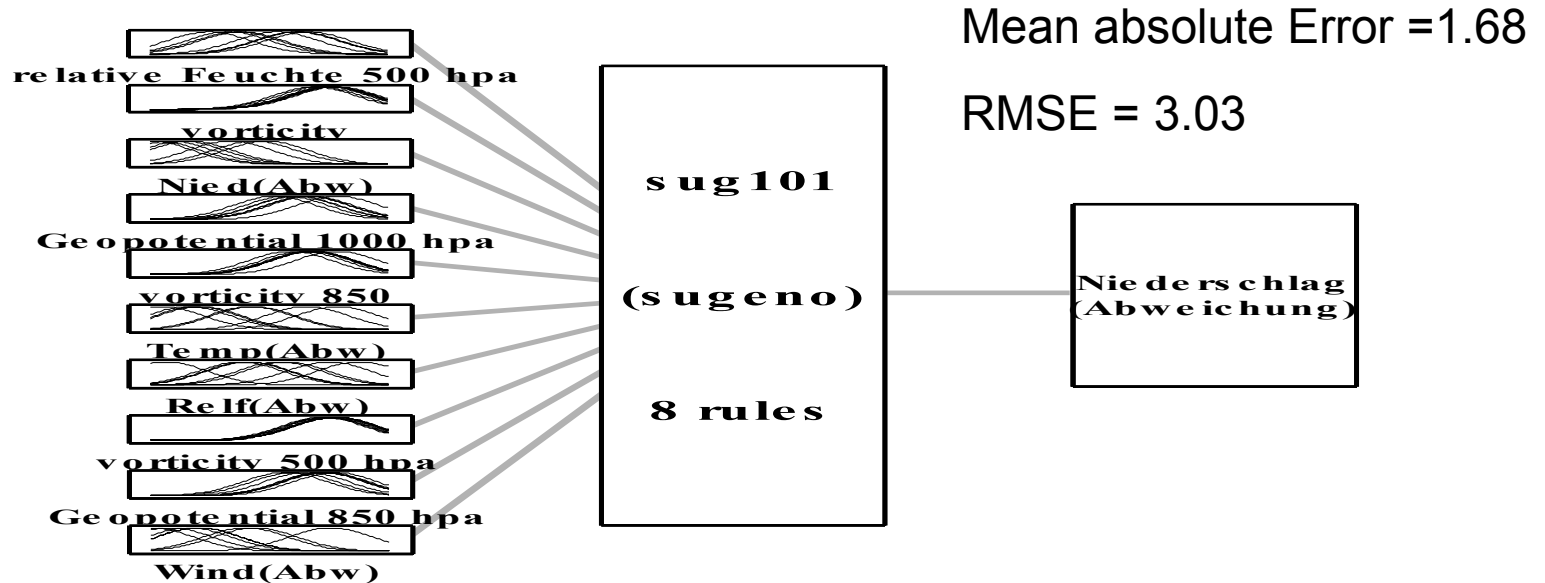 relative Feuchte 500 hpa
vorticity
Nied(Abw)
Geopotential 1000 hpa
vorticity 850
Temp(Abw)
Relf(Abw)
vorticity 500 hpa
Geopotential 850 hpa
Wind(Abw)
sug101
(sugeno)
8 rules
Mean absolute Error =1.68
RMSE = 3.03
Niederschlag
(Abweichung)